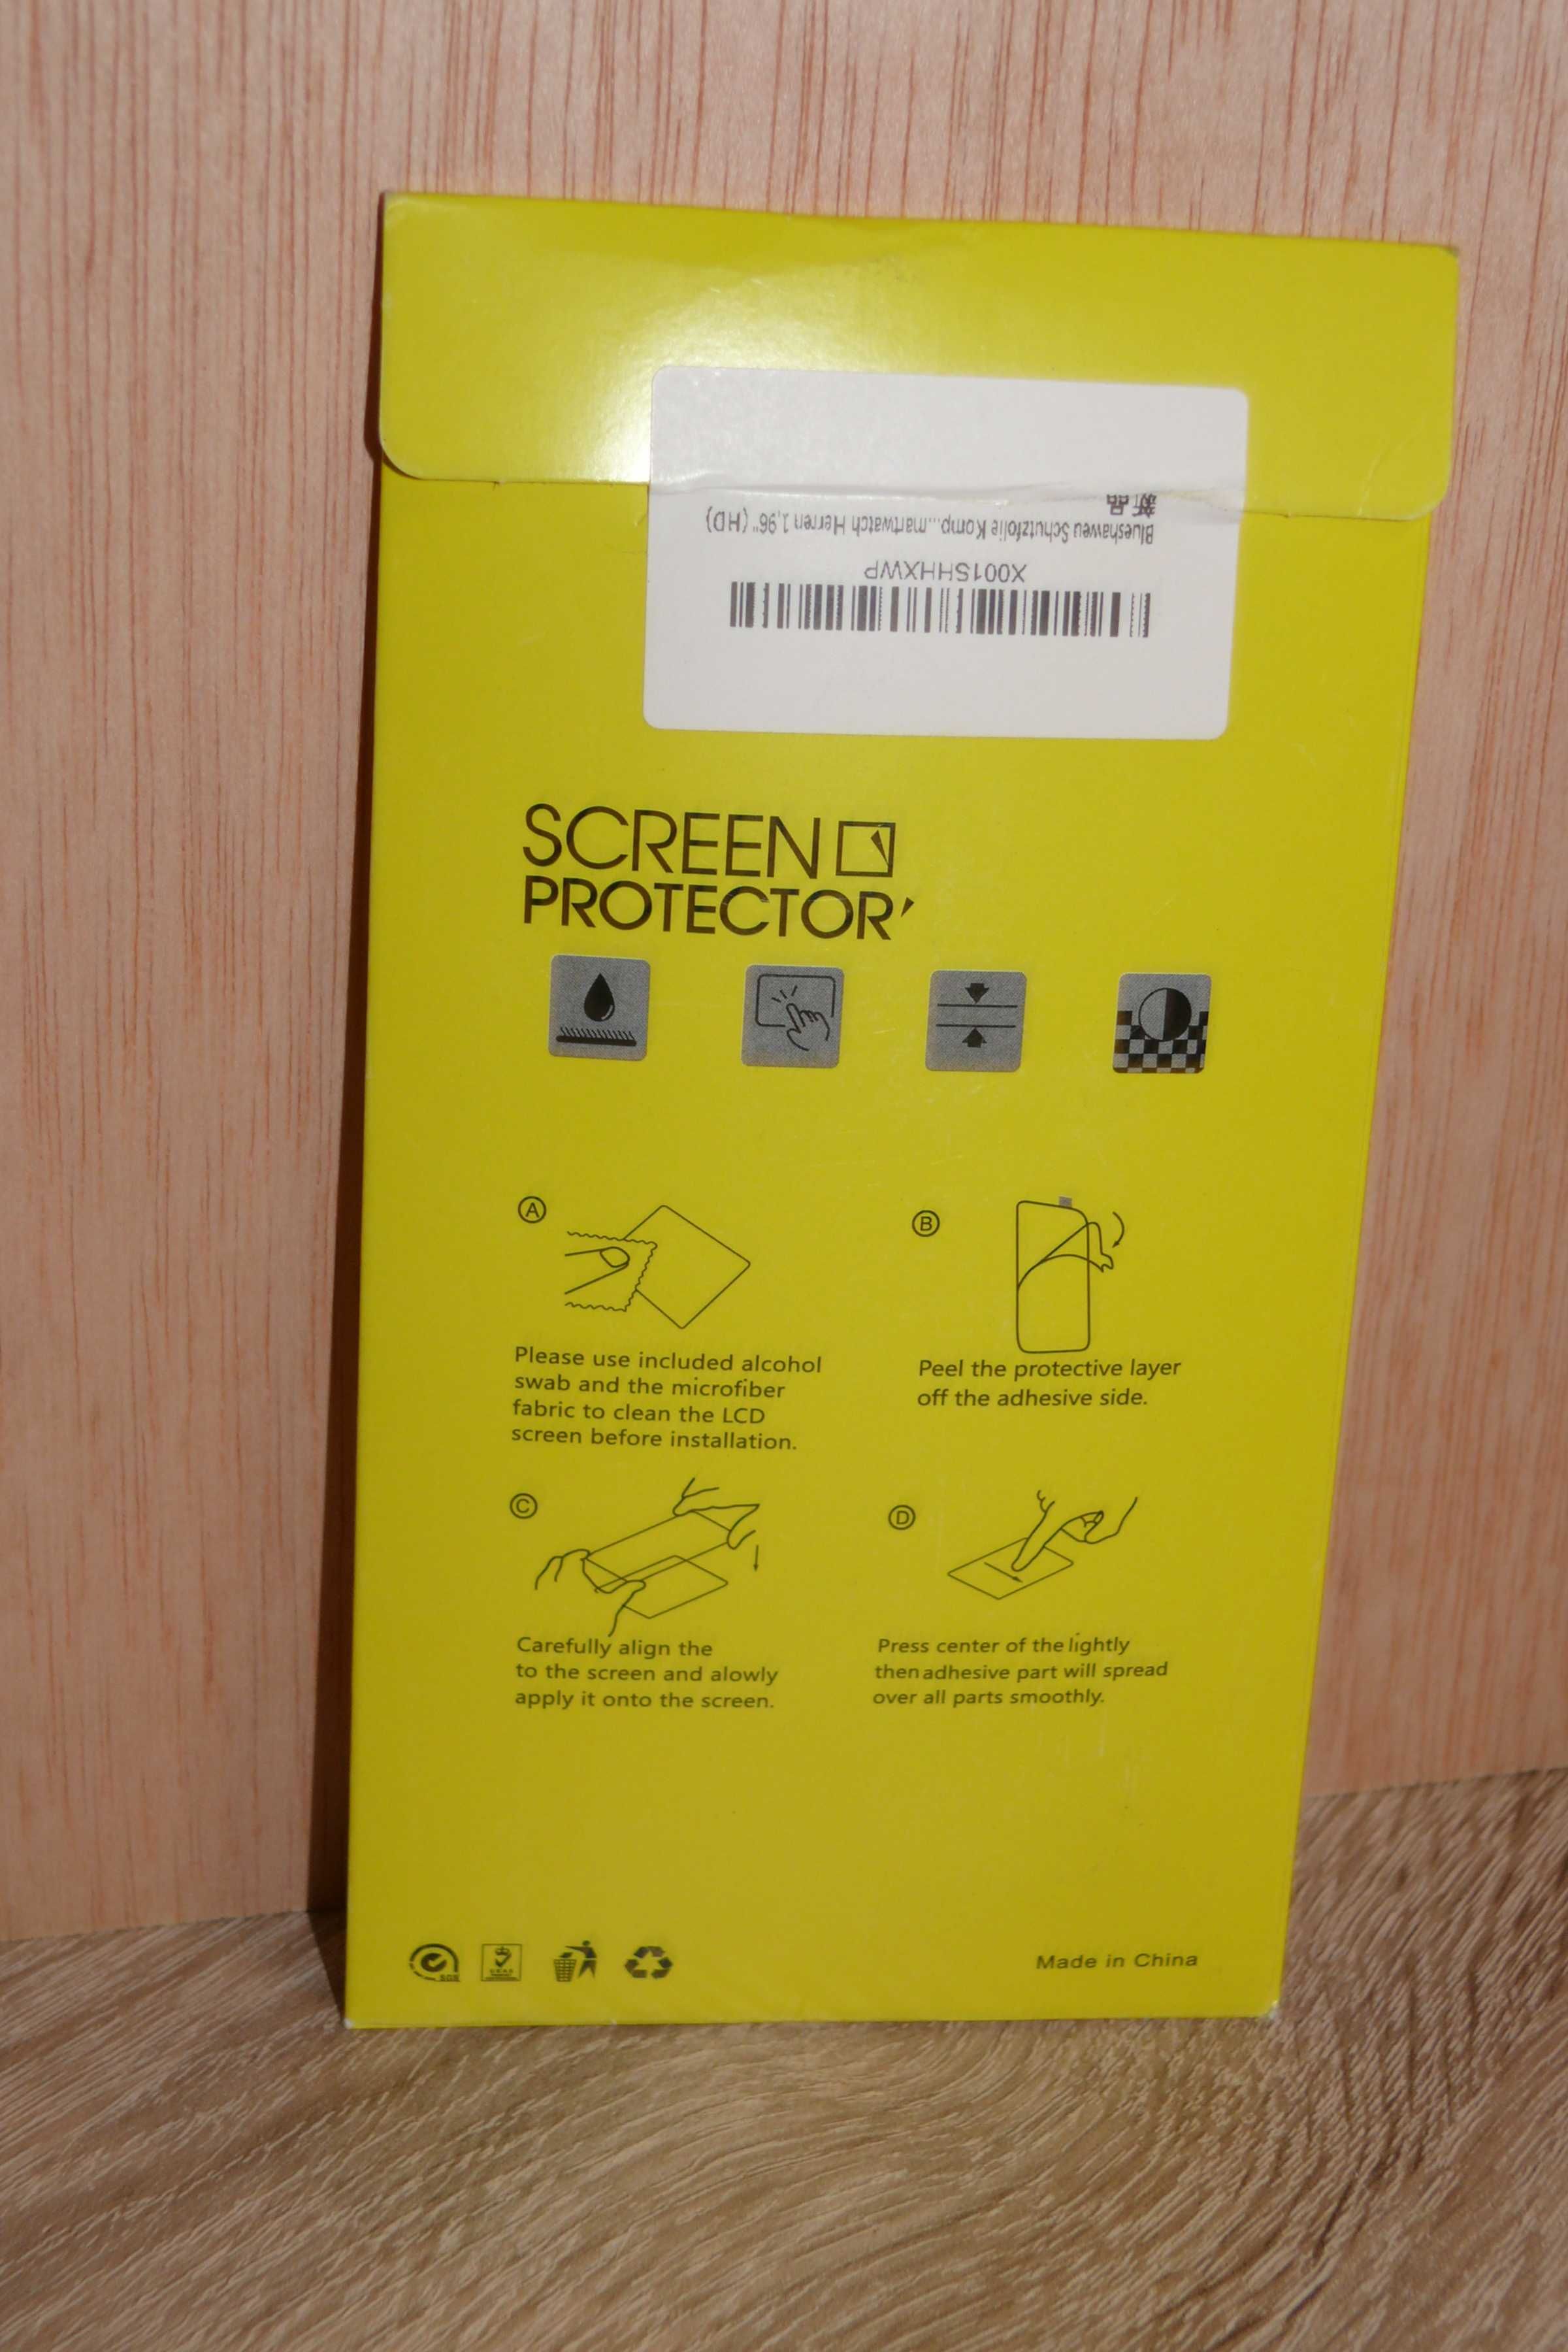 X001SHHXWP
Blueshaweu Schutzfolie Komp...martwatch Herren 1,96" (HD)
新品
SCREEN
PROTECTOR
A
Please use included alcohol
swab and the microfiber
fabric to clean the LCD
screen before installation.
B
Peel the protective layer
off the adhesive side.
C
Carefully align the
to the screen and alowly
apply it onto the screen.
D
Press center of the lightly
then adhesive part will spread
over all parts smoothly.
SGS
Made in China